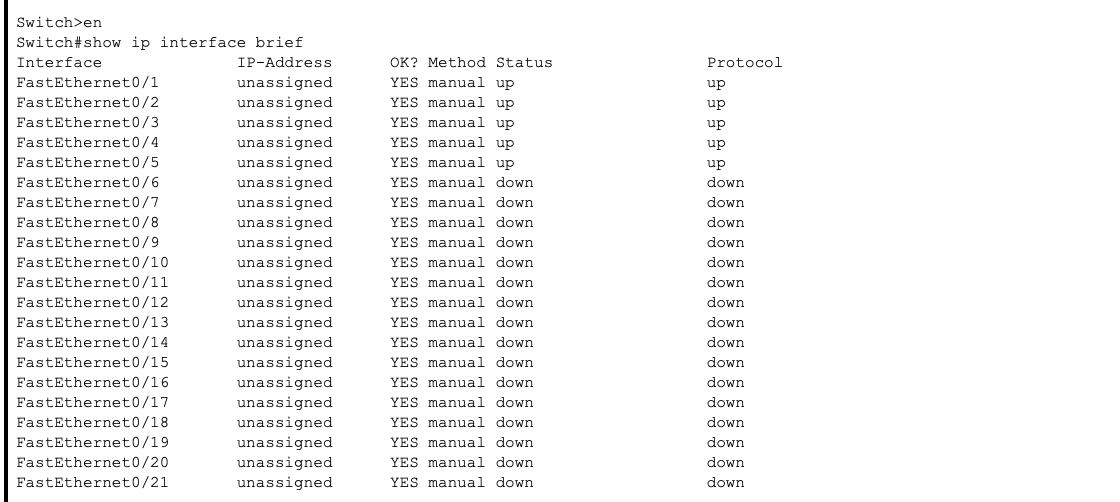 Switch>en
Switch#show ip interface brief
Interface IP-Address OK? Method Status Protocol
FastEthernet0/1 unassigned YES manual up up
FastEthernet0/2 unassigned YES manual up up
FastEthernet0/3 unassigned YES manual up up
FastEthernet0/4 unassigned YES manual up up
FastEthernet0/5 unassigned YES manual up up
FastEthernet0/6 unassigned YES manual down down
FastEthernet0/7 unassigned YES manual down down
FastEthernet0/8 unassigned YES manual down down
FastEthernet0/9 unassigned YES manual down down
FastEthernet0/10 unassigned YES manual down down
FastEthernet0/11 unassigned YES manual down down
FastEthernet0/12 unassigned YES manual down down
FastEthernet0/13 unassigned YES manual down down
FastEthernet0/14 unassigned YES manual down down
FastEthernet0/15 unassigned YES manual down down
FastEthernet0/16 unassigned YES manual down down
FastEthernet0/17 unassigned YES manual down down
FastEthernet0/18 unassigned YES manual down down
FastEthernet0/19 unassigned YES manual down down
FastEthernet0/20 unassigned YES manual down down
FastEthernet0/21 unassigned YES manual down down